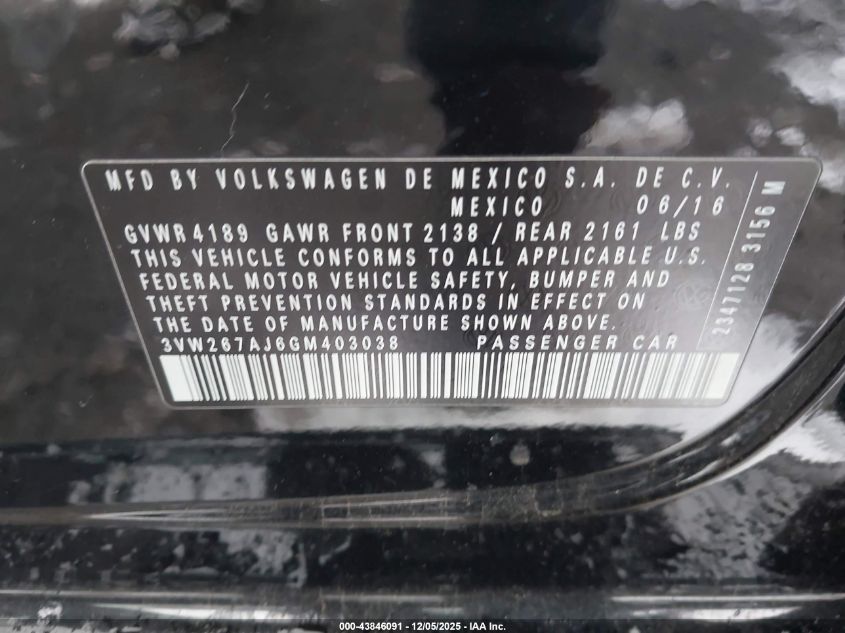 MFD BY VOLKSWAGEN DE MEXICO S.A. DE C.V.
MEXICO 06/16
GVWR 4189 GAWR FRONT 2138 / REAR 2161 LBS
THIS VEHICLE CONFORMS TO ALL APPLICABLE U.S.
FEDERAL MOTOR VEHICLE SAFETY, BUMPER AND
THEFT PREVENTION STANDARDS IN EFFECT ON
THE DATE OF MANUFACTURE SHOWN ABOVE.
3VW267AJ6GM403038 PASSENGER CAR
2347128 3156 M
000-43846091 - 12/05/2025 - IAA Inc.